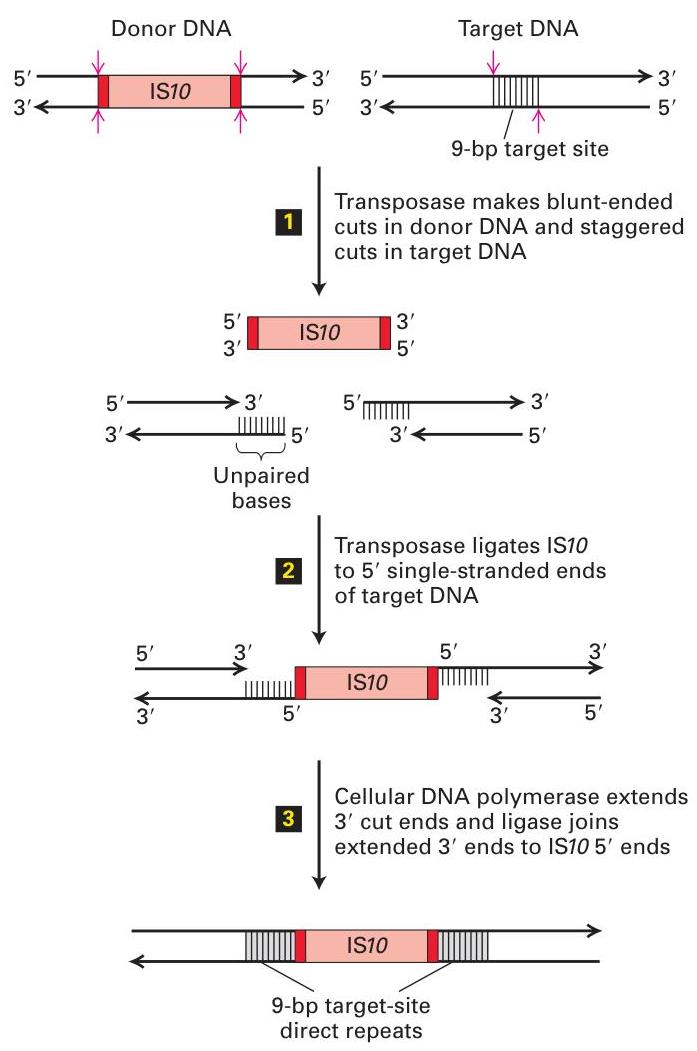 Donor DNA
Target DNA
5′ IS10 3′
3′ 5′
5′ 3′
3′ 5′
9-bp target site
1
Transposase makes blunt-ended
cuts in donor DNA and staggered
cuts in target DNA
5′ IS10 3′
3′ 5′
5′ 3′
3′ 5′
5′ 3′
3′ 5′
Unpaired
bases
2
Transposase ligates IS10
to 5′ single-stranded ends
of target DNA
5′ 3′ 5′ 3′
IS10
3′ 5′ 3′ 5′
3
Cellular DNA polymerase extends
3′ cut ends and ligase joins
extended 3′ ends to IS10 5′ ends
IS10
9-bp target-site
direct repeats